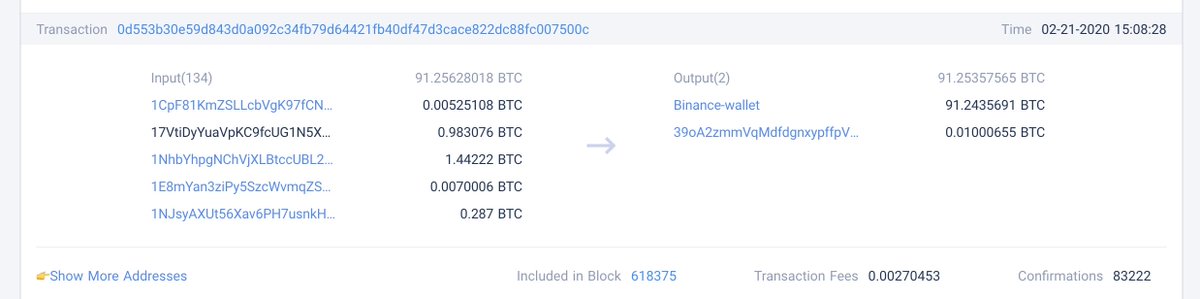 Transaction 0d553b30e59d843d0a092c34fb79d64421fb40df47d3cace822dc88fc007500c Time 02-21-2020 15:08:28
Input(134) 91.25628018 BTC Output(2) 91.25357565 BTC
1CpF81KmZSLLcbVgK97fCN... 0.00525108 BTC Binance-wallet 91.2435691 BTC
17VtiDyYuaVpKC9fcUG1N5X... 0.983076 BTC → 39oA2zmmVqMdfdgnxypffpV... 0.01000655 BTC
1NhbYhpgNChVjXLBtccUBL2... 1.44222 BTC
1E8mYan3ziPy5SzcWvmqZS... 0.0070006 BTC
1NJsyAXUt56Xav6PH7usnkH... 0.287 BTC
👉Show More Addresses Included in Block 618375 Transaction Fees 0.00270453 Confirmations 83222